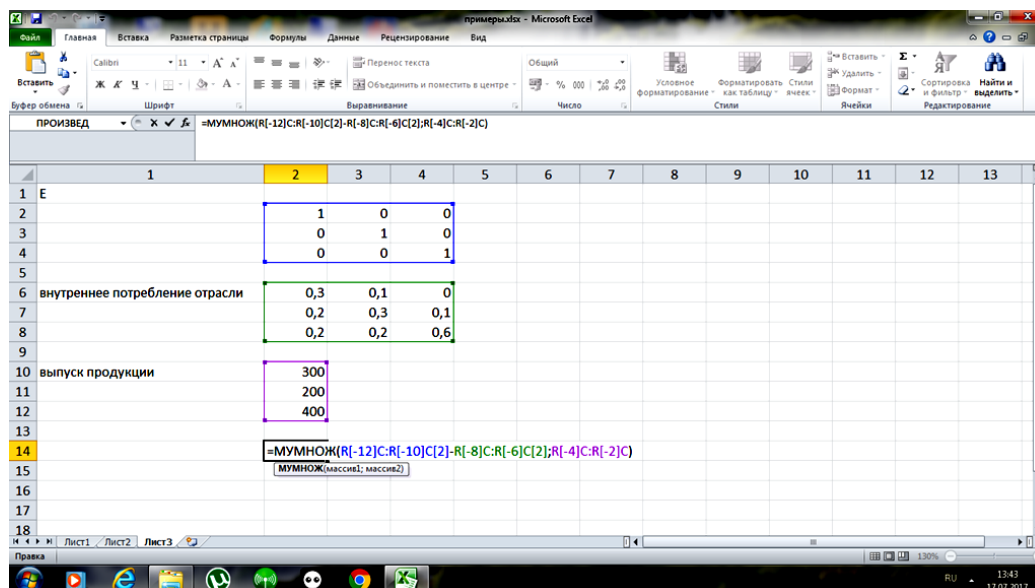 примеры.xlsx - Microsoft Excel
Файл Главная Вставка Разметка страницы Формулы Данные Рецензирование Вид
Вставить
Calibri 11
Ж К Ч
Перенос текста
Объединить и поместить в центре
Общий
% 000
Условное форматирование
Форматировать как таблицу
Стили ячеек
Вставить
Удалить
Формат
Сортировка и фильтр
Найти и выделить
Буфер обмена Шрифт Выравнивание Число Стили Ячейки Редактирование
ПРОИЗВЕД =МУМНОЖ(R[-12]C:R[-10]C[2]-R[-8]C:R[-6]C[2];R[-4]C:R[-2]C)
1 2 3 4 5 6 7 8 9 10 11 12 13
1 E
2 1 0 0
3 0 1 0
4 0 0 1
5
6 внутреннее потребление отрасли 0,3 0,1 0
7 0,2 0,3 0,1
8 0,2 0,2 0,6
9
10 выпуск продукции 300
11 200
12 400
13
14 =МУМНОЖ(R[-12]C:R[-10]C[2]-R[-8]C:R[-6]C[2];R[-4]C:R[-2]C)
15 МУМНОЖ(массив1; массив2)
16
17
18
Лист1 Лист2 Лист3
Правка 130%
RU 13:43
17.07.2017